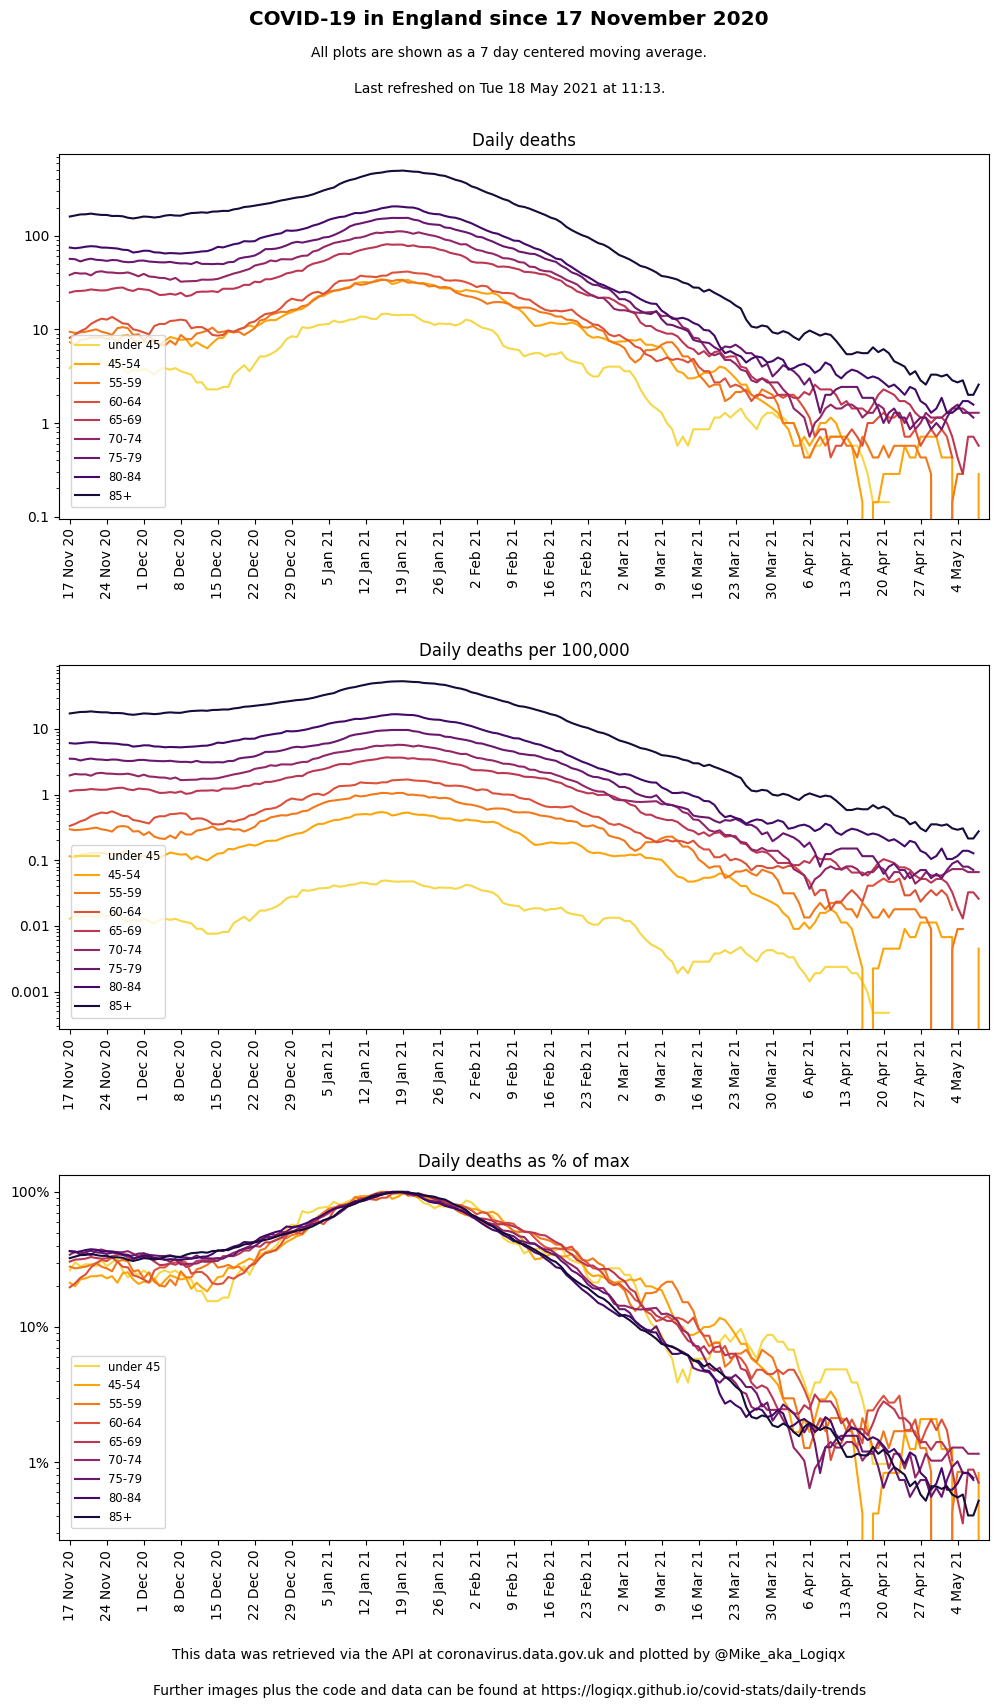 COVID-19 in England since 17 November 2020
All plots are shown as a 7 day centered moving average.
Last refreshed on Tue 18 May 2021 at 11:13.
Daily deaths
100
10
1
0.1
under 45
45-54
55-59
60-64
65-69
70-74
75-79
80-84
85+
17 Nov 20
24 Nov 20
1 Dec 20
8 Dec 20
15 Dec 20
22 Dec 20
29 Dec 20
5 Jan 21
12 Jan 21
19 Jan 21
26 Jan 21
2 Feb 21
9 Feb 21
16 Feb 21
23 Feb 21
2 Mar 21
9 Mar 21
16 Mar 21
23 Mar 21
30 Mar 21
6 Apr 21
13 Apr 21
20 Apr 21
27 Apr 21
4 May 21
Daily deaths per 100,000
10
1
0.1
0.01
0.001
under 45
45-54
55-59
60-64
65-69
70-74
75-79
80-84
85+
17 Nov 20
24 Nov 20
1 Dec 20
8 Dec 20
15 Dec 20
22 Dec 20
29 Dec 20
5 Jan 21
12 Jan 21
19 Jan 21
26 Jan 21
2 Feb 21
9 Feb 21
16 Feb 21
23 Feb 21
2 Mar 21
9 Mar 21
16 Mar 21
23 Mar 21
30 Mar 21
6 Apr 21
13 Apr 21
20 Apr 21
27 Apr 21
4 May 21
Daily deaths as % of max
100%
10%
1%
under 45
45-54
55-59
60-64
65-69
70-74
75-79
80-84
85+
17 Nov 20
24 Nov 20
1 Dec 20
8 Dec 20
15 Dec 20
22 Dec 20
29 Dec 20
5 Jan 21
12 Jan 21
19 Jan 21
26 Jan 21
2 Feb 21
9 Feb 21
16 Feb 21
23 Feb 21
2 Mar 21
9 Mar 21
16 Mar 21
23 Mar 21
30 Mar 21
6 Apr 21
13 Apr 21
20 Apr 21
27 Apr 21
4 May 21
This data was retrieved via the API at coronavirus.data.gov.uk and plotted by @Mike_aka_Logiqx
Further images plus the code and data can be found at https://logiqx.github.io/covid-stats/daily-trends